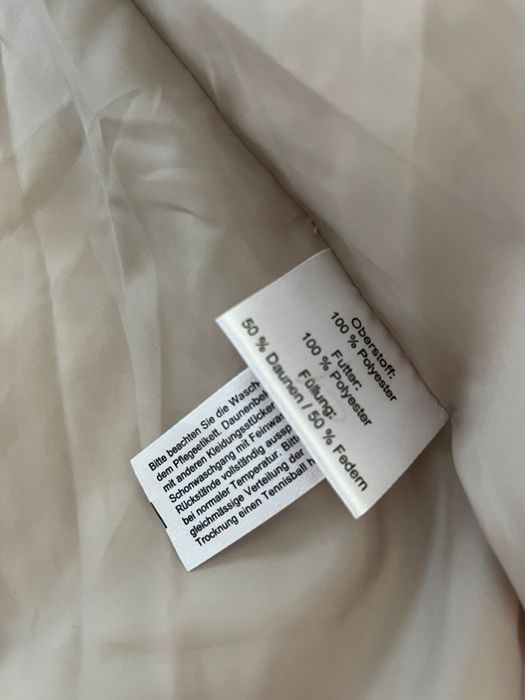 Oberstoff:
100 % Polyester
Futter:
100 % Polyester
Füllung:
50 % Daunen / 50 % Federn
Bitte beachten Sie die Wasch
dem Pflegeetikett. Daunenbe
mit anderen Kleidungsstücke
Schonwaschgang mit Feinwa
Rückstände vollständig aussp
bei normaler Temperatur. Bitt
gleichmässige Verteilung der
Trocknung einen Tennisball h